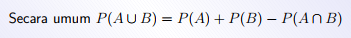 Secara umum P(A ∪ B) = P(A) + P(B) − P(A ∩ B)